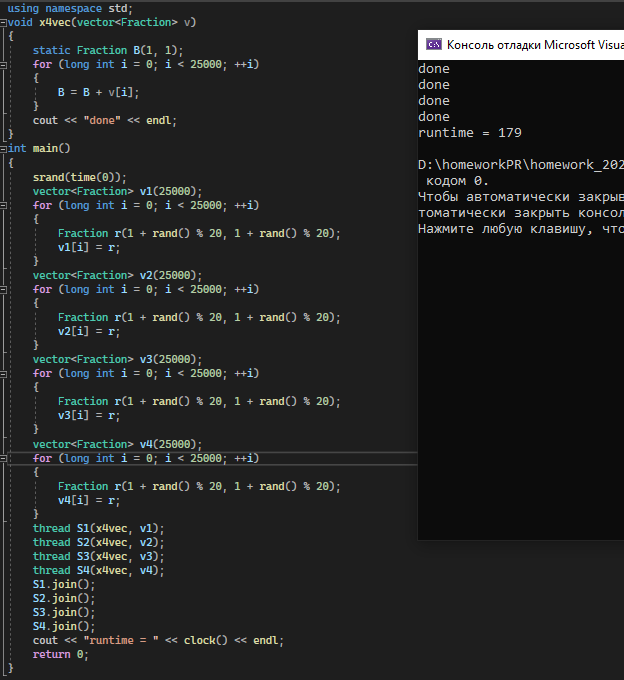 using namespace std;
void x4vec(vector<Fraction> v)
{
static Fraction B(1, 1);
for (long int i = 0; i < 25000; ++i)
{
B = B + v[i];
}
cout << "done" << endl;
}
int main()
{
srand(time(0));
vector<Fraction> v1(25000);
for (long int i = 0; i < 25000; ++i)
{
Fraction r(1 + rand() % 20, 1 + rand() % 20);
v1[i] = r;
}
vector<Fraction> v2(25000);
for (long int i = 0; i < 25000; ++i)
{
Fraction r(1 + rand() % 20, 1 + rand() % 20);
v2[i] = r;
}
vector<Fraction> v3(25000);
for (long int i = 0; i < 25000; ++i)
{
Fraction r(1 + rand() % 20, 1 + rand() % 20);
v3[i] = r;
}
vector<Fraction> v4(25000);
for (long int i = 0; i < 25000; ++i)
{
Fraction r(1 + rand() % 20, 1 + rand() % 20);
v4[i] = r;
}
thread S1(x4vec, v1);
thread S2(x4vec, v2);
thread S3(x4vec, v3);
thread S4(x4vec, v4);
S1.join();
S2.join();
S3.join();
S4.join();
cout << "runtime = " << clock() << endl;
return 0;
}
Консоль отладки Microsoft Visua
done
done
done
done
runtime = 179
D:\homeworkPR\homework_202
кодом 0.
Чтобы автоматически закрыв
томатически закрыть консол
Нажмите любую клавишу, что